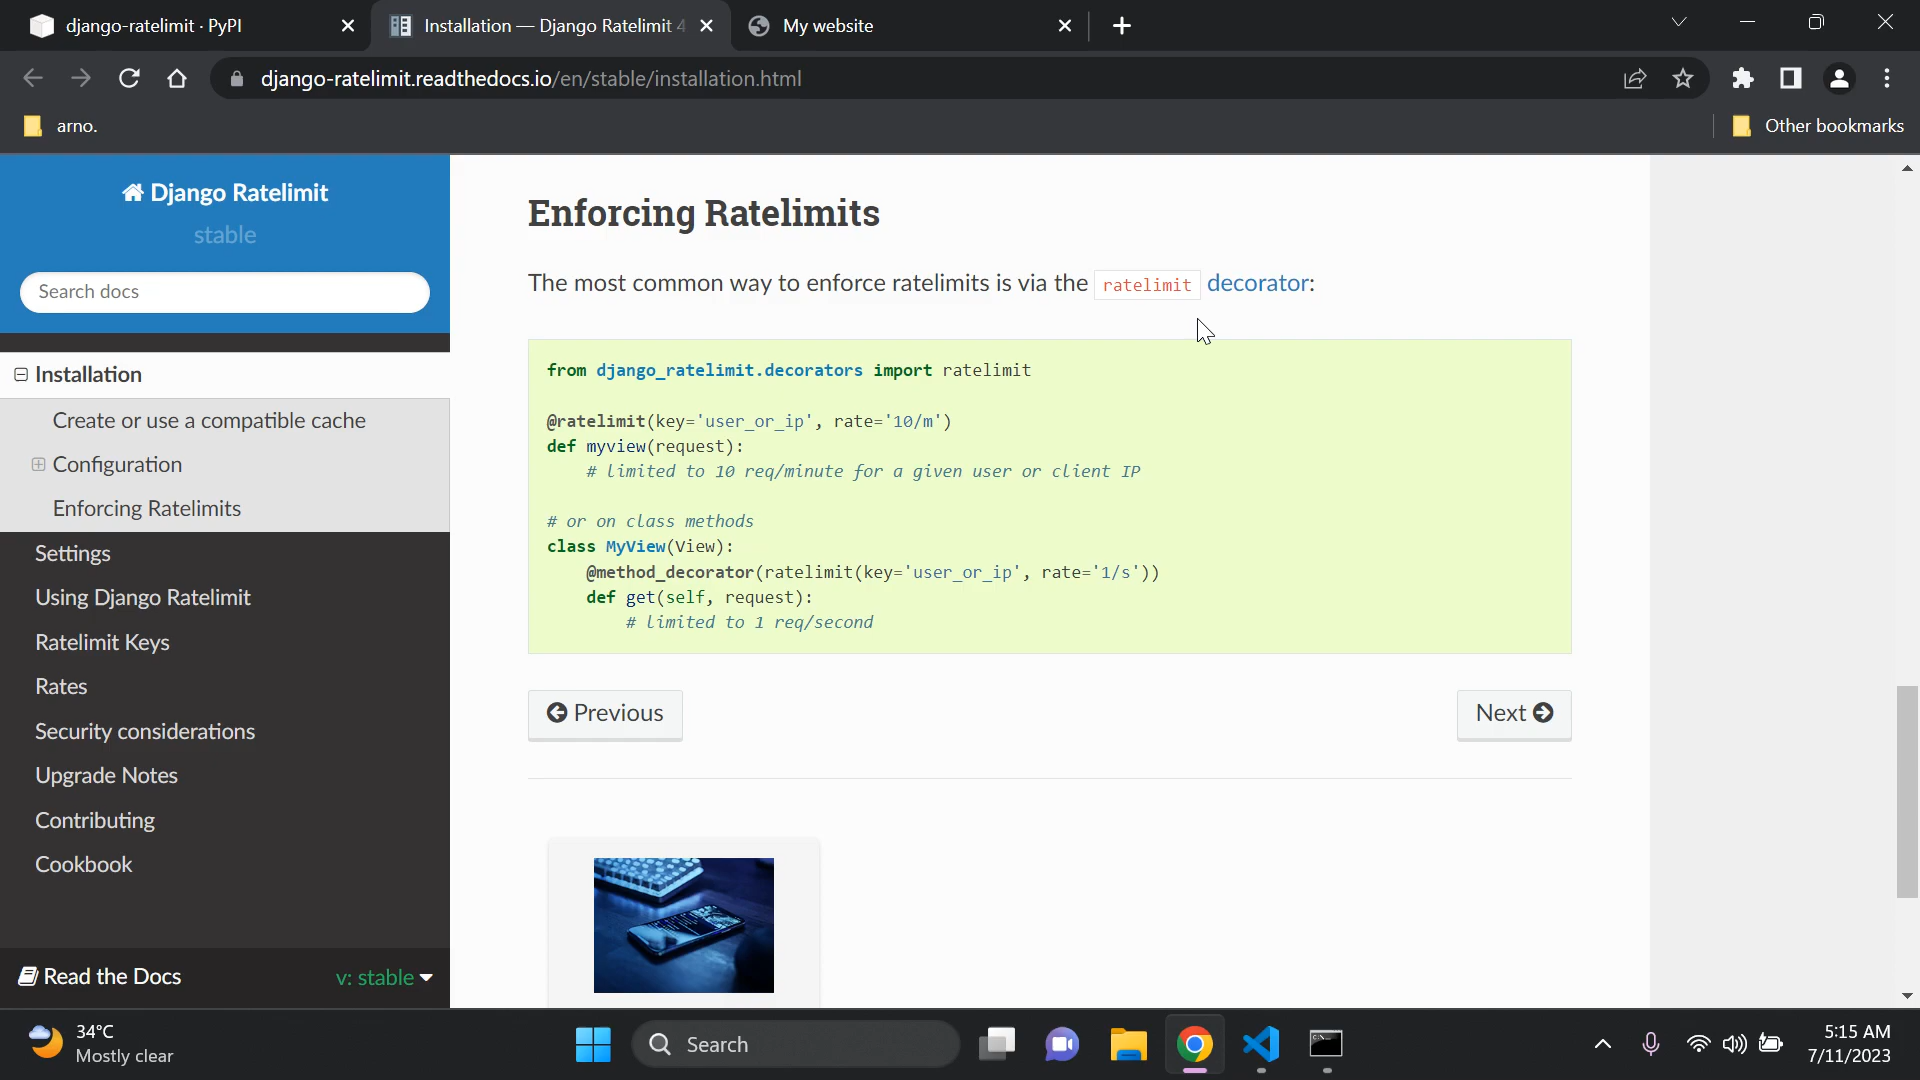 django-ratelimit · PyPI
Installation — Django Ratelimit 4
My website
django-ratelimit.readthedocs.io/en/stable/installation.html
arno.
Other bookmarks
Django Ratelimit
stable
Search docs
Installation
Create or use a compatible cache
Configuration
Enforcing Ratelimits
Settings
Using Django Ratelimit
Ratelimit Keys
Rates
Security considerations
Upgrade Notes
Contributing
Cookbook
Read the Docs
v: stable
Enforcing Ratelimits
The most common way to enforce ratelimits is via the ratelimit decorator:
from django_ratelimit.decorators import ratelimit
@ratelimit(key='user_or_ip', rate='10/m')
def myview(request):
# limited to 10 req/minute for a given user or client IP
# or on class methods
class MyView(View):
@method_decorator(ratelimit(key='user_or_ip', rate='1/s'))
def get(self, request):
# limited to 1 req/second
Previous
Next
34°C
Mostly clear
Search
5:15 AM
7/11/2023